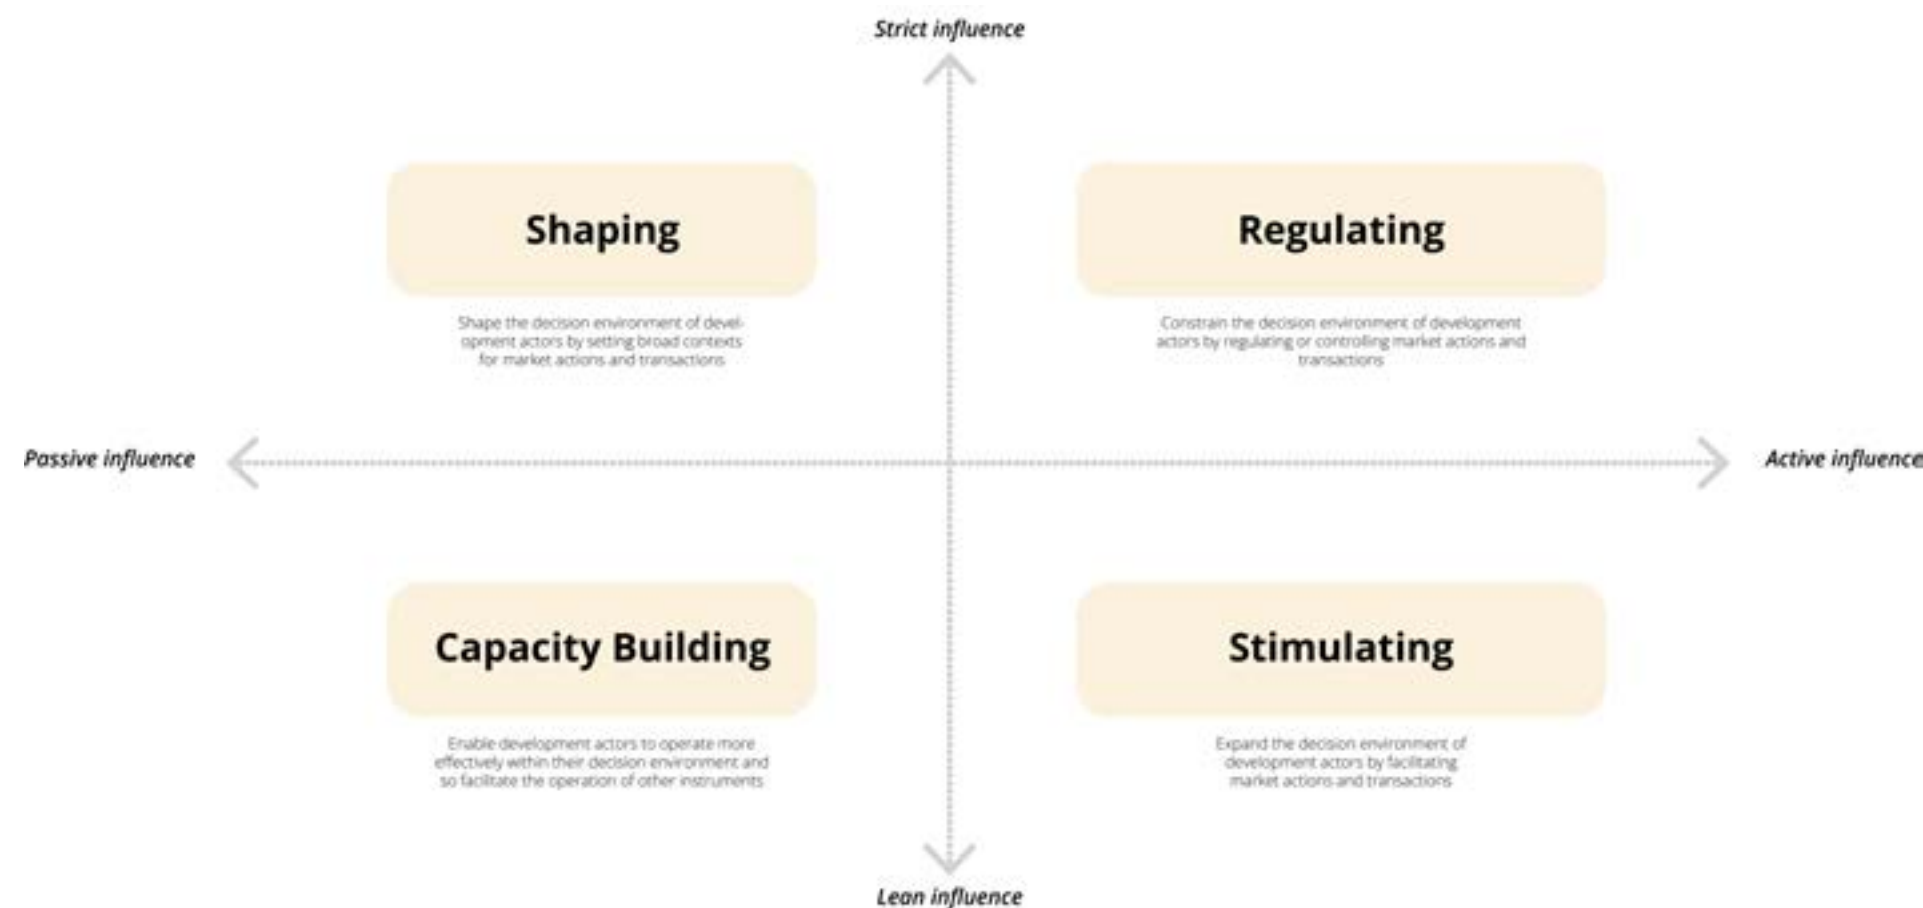 Strict influence
Shaping
Shape the decision environment of devel-
opment actors by setting broad contexts
for market actions and transactions
Regulating
Constrain the decision environment of development
actors by regulating or controlling market actions and
transactions
Passive influence
Active influence
Capacity Building
Enable development actors to operate more
effectively within their decision environment and
so facilitate the operation of other instruments
Stimulating
Expand the decision environment of
development actors by facilitating
market actions and transactions
Lean influence